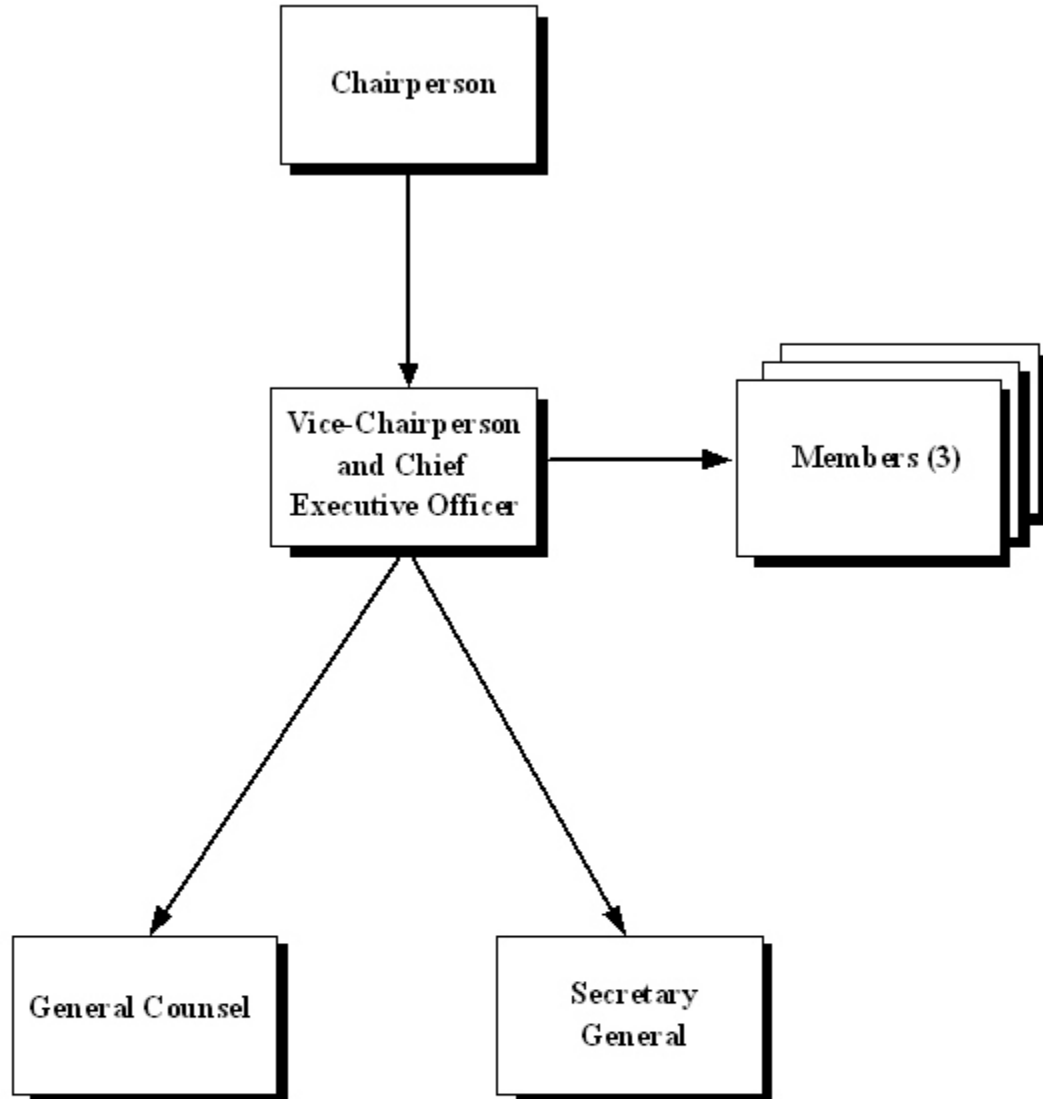 Chairperson
Vice-Chairperson
and Chief
Executive Officer
Members (3)
General Counsel
Secretary
General